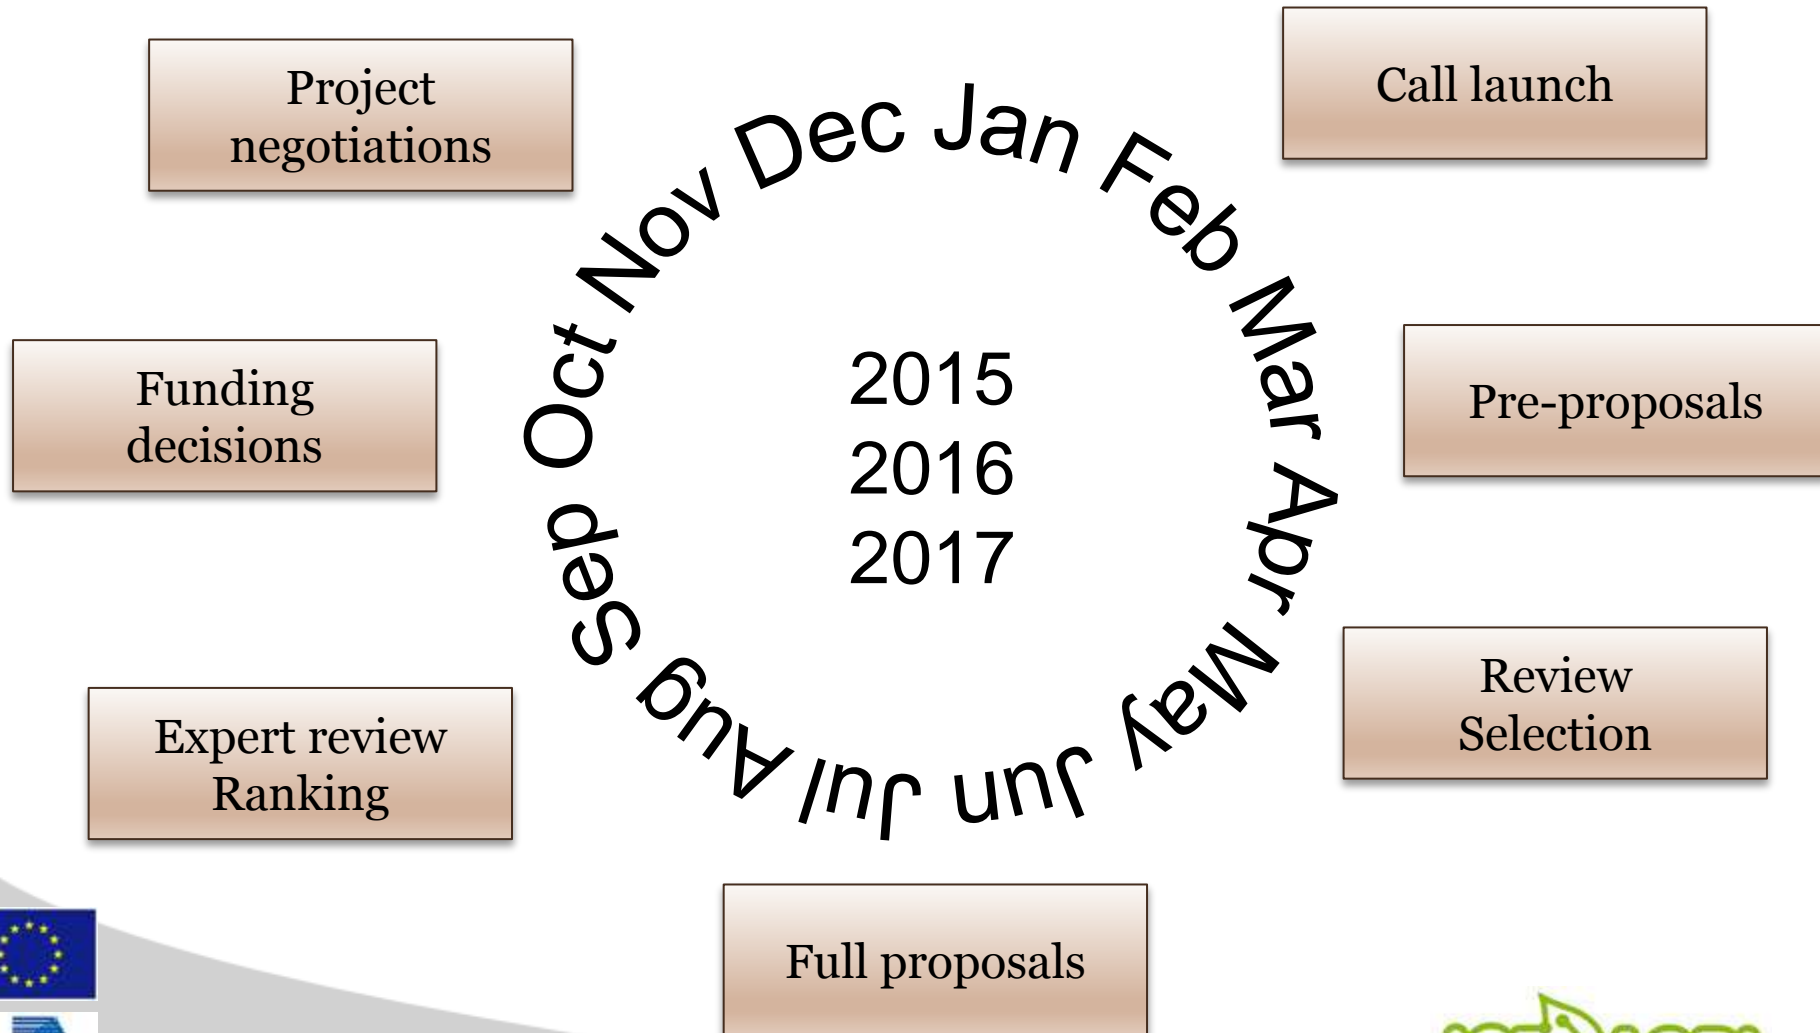 Project
negotiations
Call launch
Dec Jan Feb Mar Apr May Jun Jul Aug Sep Oct Nov
2015
2016
2017
Funding
decisions
Pre-proposals
Review
Selection
Expert review
Ranking
Full proposals